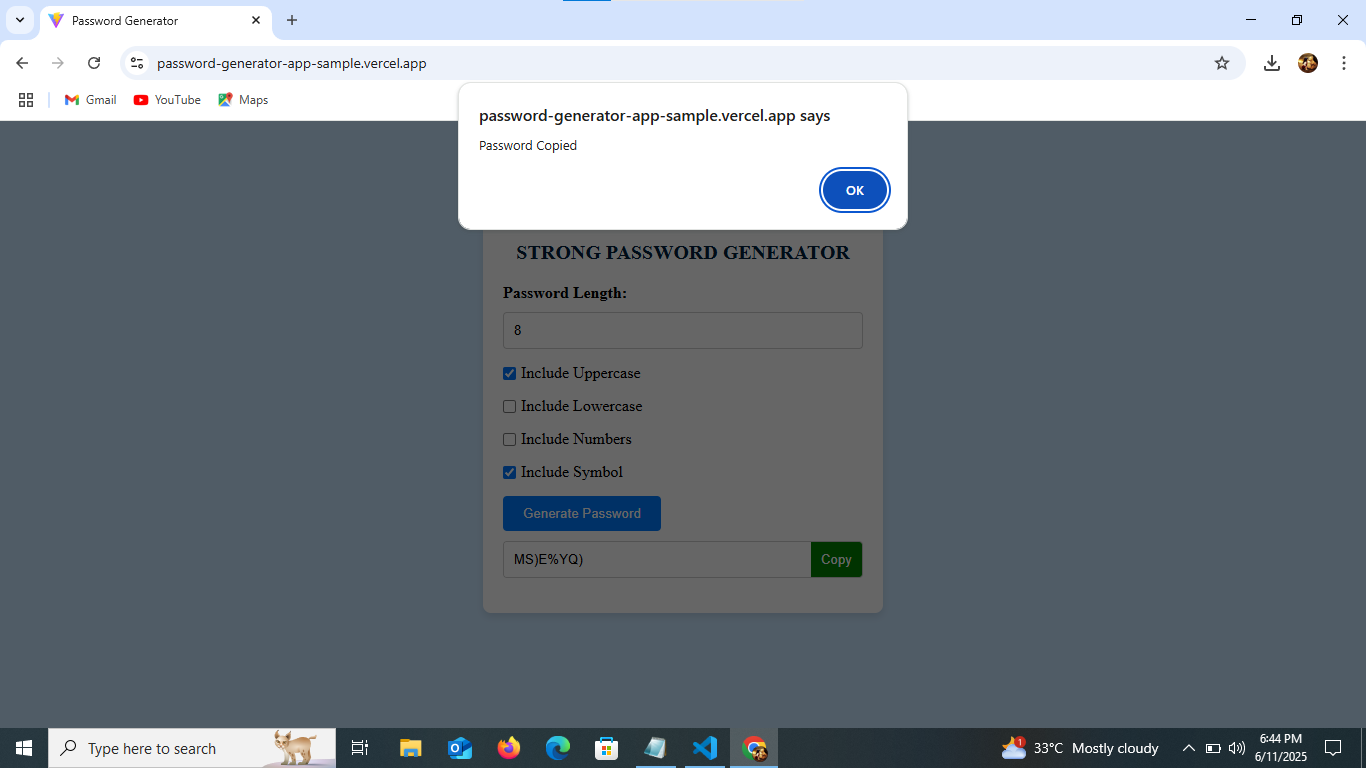 Password Generator
password-generator-app-sample.vercel.app
Gmail
YouTube
Maps
password-generator-app-sample.vercel.app says
Password Copied
OK
STRONG PASSWORD GENERATOR
Password Length:
8
Include Uppercase
Include Lowercase
Include Numbers
Include Symbol
Generate Password
MS)E%YQ)
Copy
Type here to search
1
33°C Mostly cloudy
6:44 PM
6/11/2025